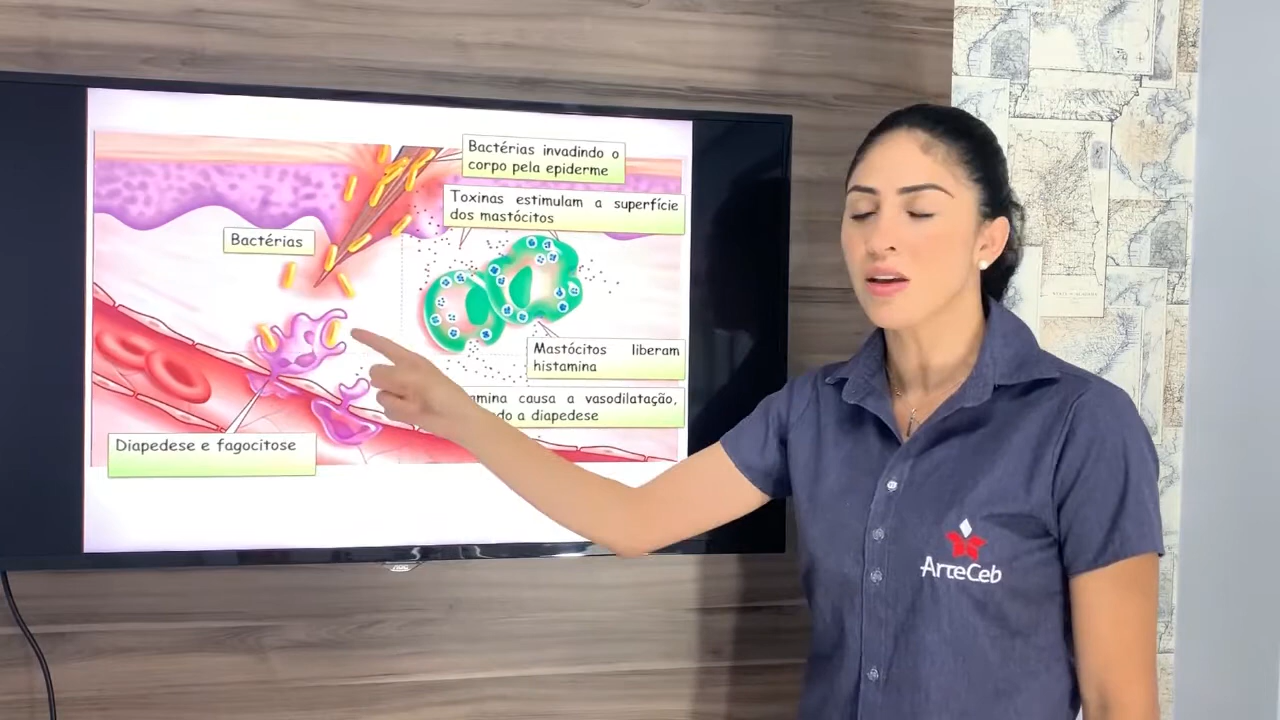 Bactérias invadindo o
corpo pela epiderme
Toxinas estimulam a superfície
dos mastócitos
Bactérias
Mastócitos liberam
histamina
causa a vasodilatação,
a diapedese
Diapedese e fagocitose
AOC
ArteCeb